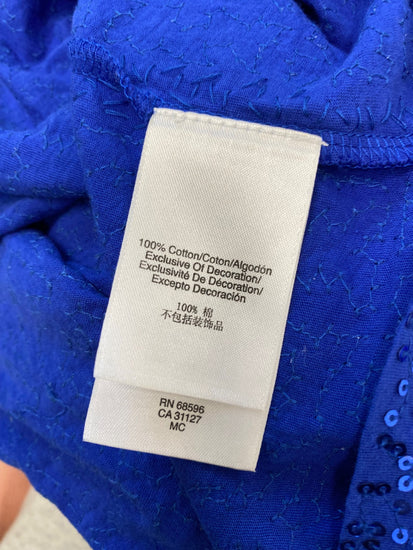 100% Cotton/Coton/Algodón
Exclusive Of Decoration/
Exclusivité De Décoration/
Excepto Decoración
100% 棉
不包括装饰品
RN 68596
CA 31127
MC